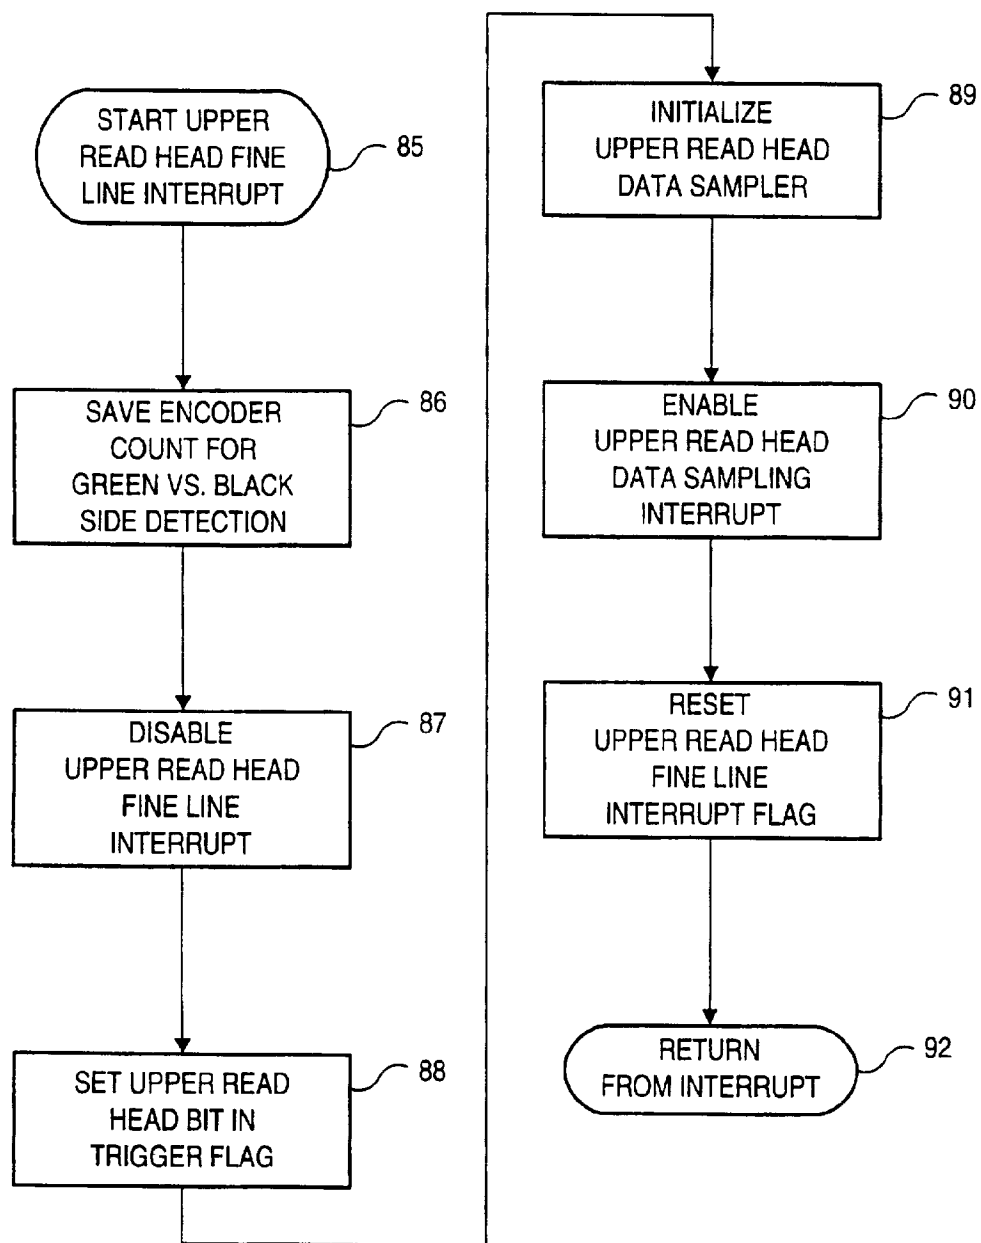 START UPPER
READ HEAD FINE
LINE INTERRUPT
85
SAVE ENCODER
COUNT FOR
GREEN VS. BLACK
SIDE DETECTION
86
DISABLE
UPPER READ HEAD
FINE LINE
INTERRUPT
87
SET UPPER READ
HEAD BIT IN
TRIGGER FLAG
88
INITIALIZE
UPPER READ HEAD
DATA SAMPLER
89
ENABLE
UPPER READ HEAD
DATA SAMPLING
INTERRUPT
90
RESET
UPPER READ HEAD
FINE LINE
INTERRUPT FLAG
91
RETURN
FROM INTERRUPT
92